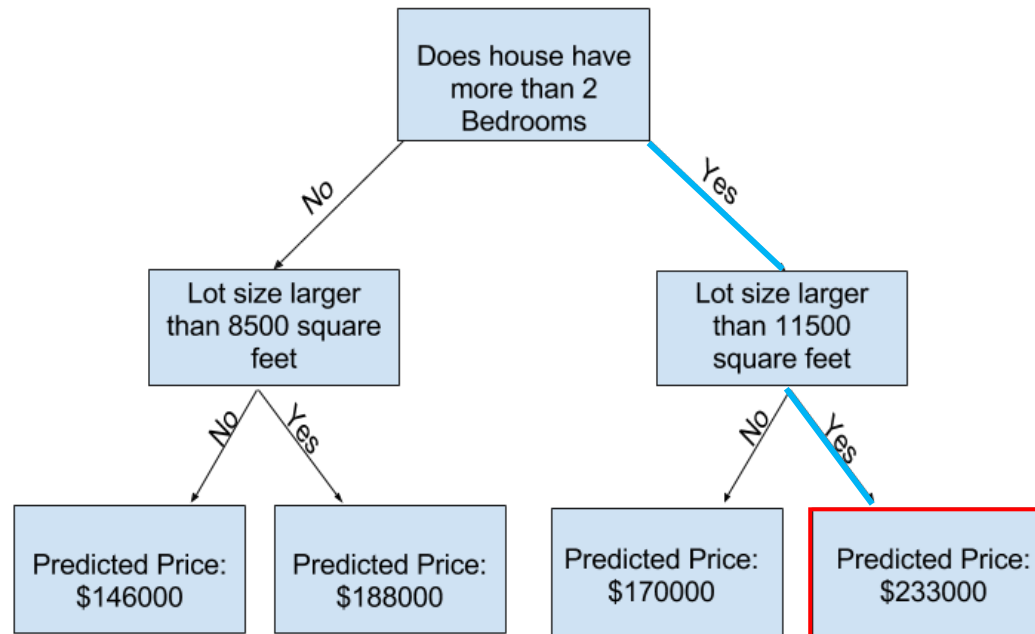 Does house have
more than 2
Bedrooms
No
Yes
Lot size larger
than 8500 square
feet
Lot size larger
than 11500
square feet
No
Yes
No
Yes
Predicted Price:
$146000
Predicted Price:
$188000
Predicted Price:
$170000
Predicted Price:
$233000